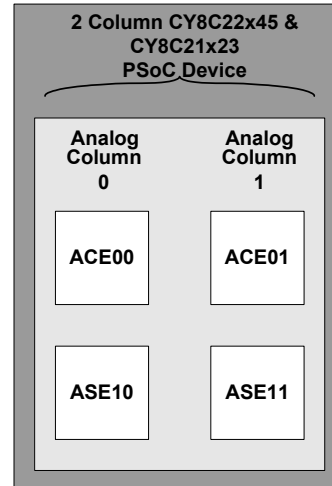 2 Column CY8C22x45 &
CY8C21x23
PSoC Device
Analog Column 0
Analog Column 1
ACE00
ACE01
ASE10
ASE11